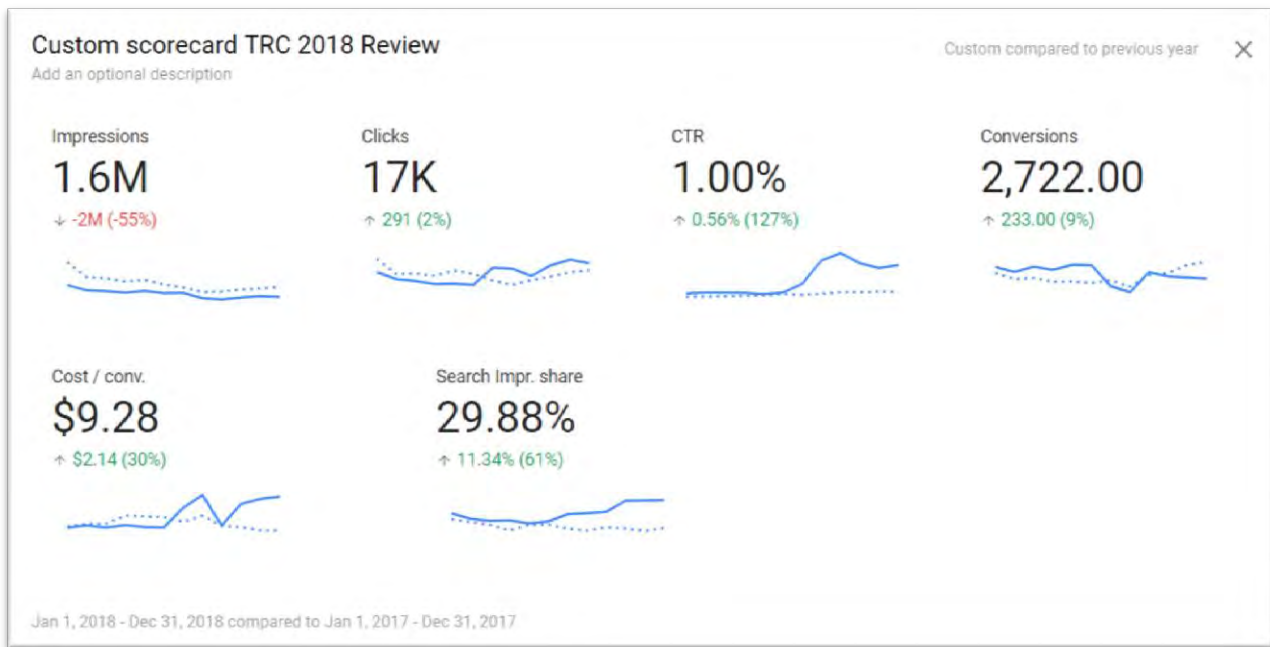 Custom scorecard TRC 2018 Review
Custom compared to previous year
Add an optional description
Impressions
1.6M
↓ -2M (-55%)
Clicks
17K
↑ 291 (2%)
CTR
1.00%
↑ 0.56% (127%)
Conversions
2,722.00
↑ 233.00 (9%)
Cost / conv.
$9.28
↑ $2.14 (30%)
Search Impr. share
29.88%
↑ 11.34% (61%)
Jan 1, 2018 - Dec 31, 2018 compared to Jan 1, 2017 - Dec 31, 2017